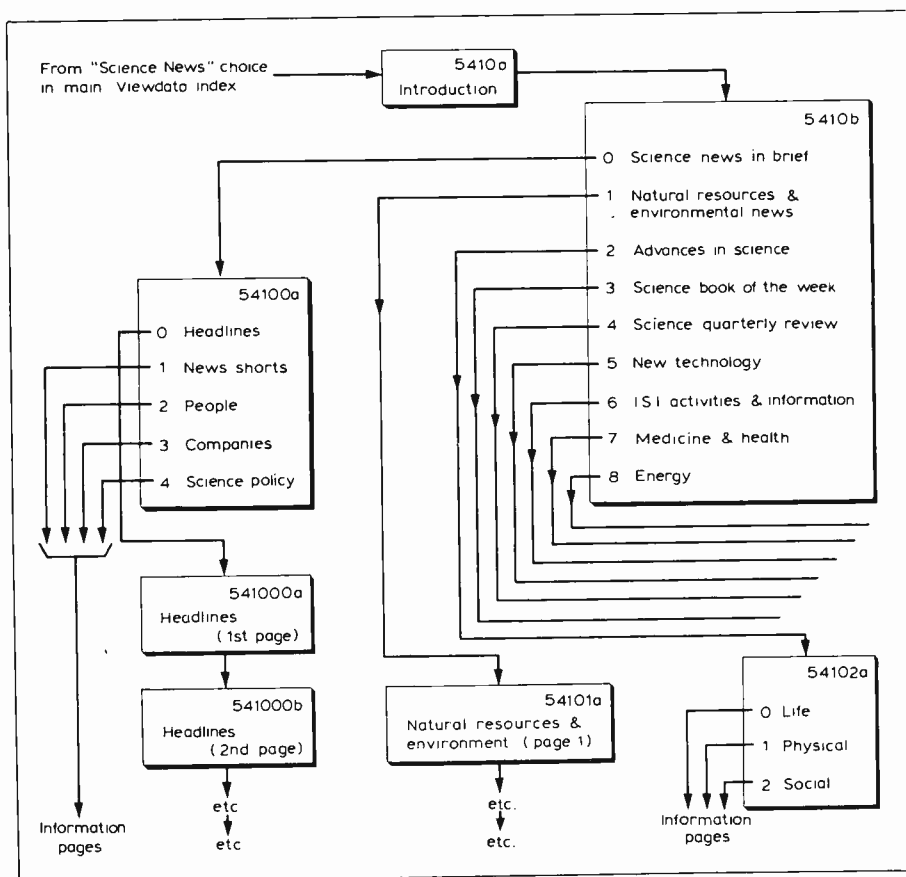 From "Science News" choice
in main Viewdata index
5410a
Introduction
5410b
0 Science news in brief
1 Natural resources &
environmental news
2 Advances in science
3 Science book of the week
4 Science quarterly review
5 New technology
6 ISI activities & information
7 Medicine & health
8 Energy
54100a
0 Headlines
1 News shorts
2 People
3 Companies
4 Science policy
Information
pages
541000a
Headlines
(1st page)
541000b
Headlines
(2nd page)
etc
etc
54101a
Natural resources &
environment (page 1)
etc.
etc.
54102a
0 Life
1 Physical
2 Social
Information
pages